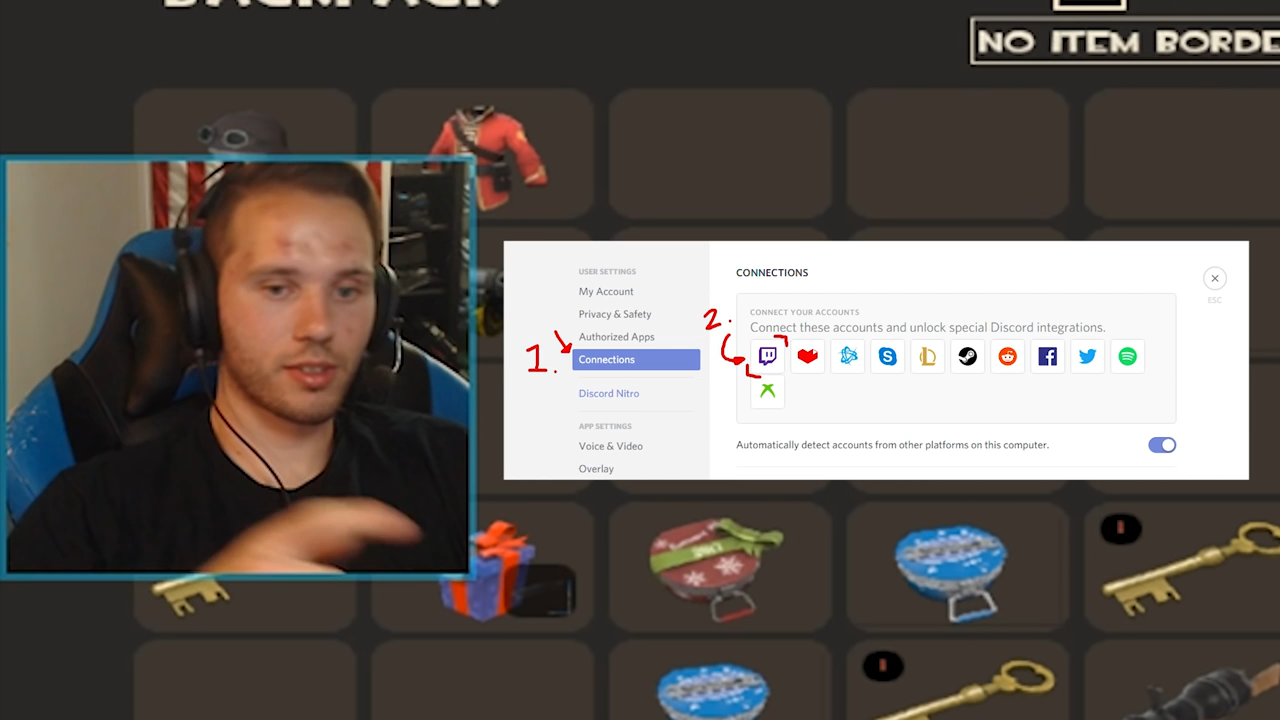 BACKPACK
NO ITEM BORDE
USER SETTINGS
My Account
Privacy & Safety
Authorized Apps
1.
Connections
Discord Nitro
APP SETTINGS
Voice & Video
Overlay
CONNECTIONS
ESC
CONNECT YOUR ACCOUNTS
2.
Connect these accounts and unlock special Discord integrations.
Automatically detect accounts from other platforms on this computer.